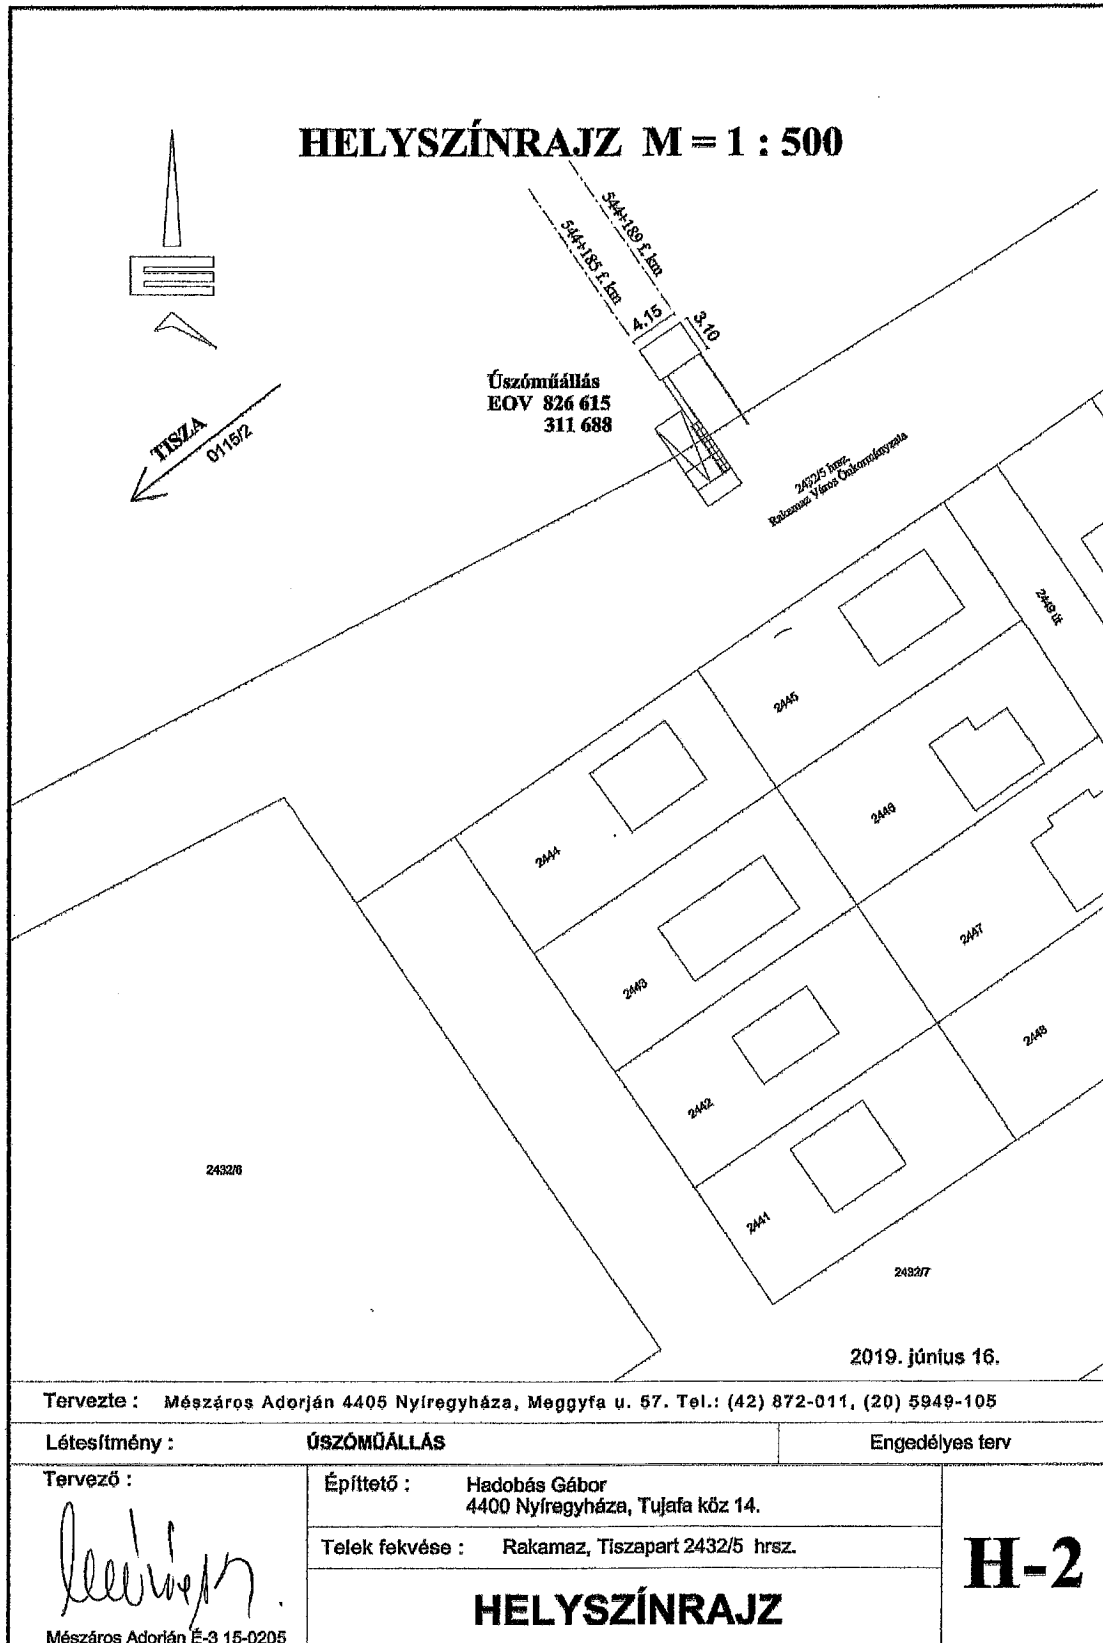 HELYSZÍNRAJZ M = 1 : 500
544+189 f. km
544+185 f. km
4.15
3.10
Úszóműállás
EOV 826 615
311 688
TISZA
0115/2
2432/5 hrsz.
Rakamaz Város Önkormányzata
2449 út
2445
2446
2444
2447
2443
2448
2442
2432/6
2441
2432/7
2019. június 16.
Tervezte : Mészáros Adorján 4405 Nyíregyháza, Meggyfa u. 57. Tel.: (42) 872-011, (20) 5949-105
Létesítmény : ÚSZÓMŰÁLLÁS Engedélyes terv
Tervező :
Építtető : Hadobás Gábor
4400 Nyíregyháza, Tujafa köz 14.
Telek fekvése : Rakamaz, Tiszapart 2432/5 hrsz.
H-2
HELYSZÍNRAJZ
Mészáros Adorján É-3 15-0205